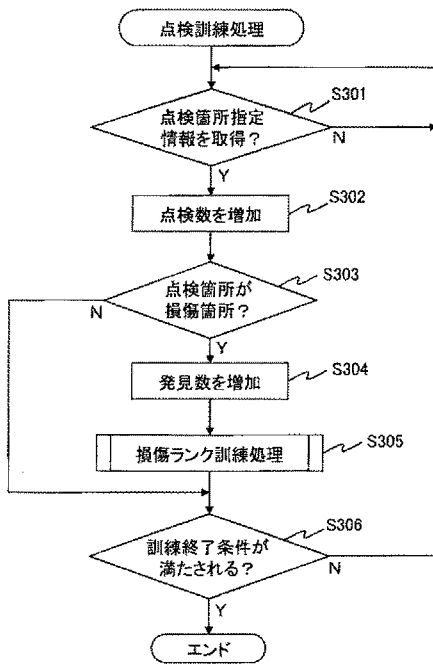 点検訓練処理
S301
点検箇所指定
情報を取得？
N
Y
S302
点検数を増加
S303
点検箇所が
損傷箇所？
N
Y
S304
発見数を増加
S305
損傷ランク訓練処理
S306
訓練終了条件が
満たされる？
N
Y
エンド